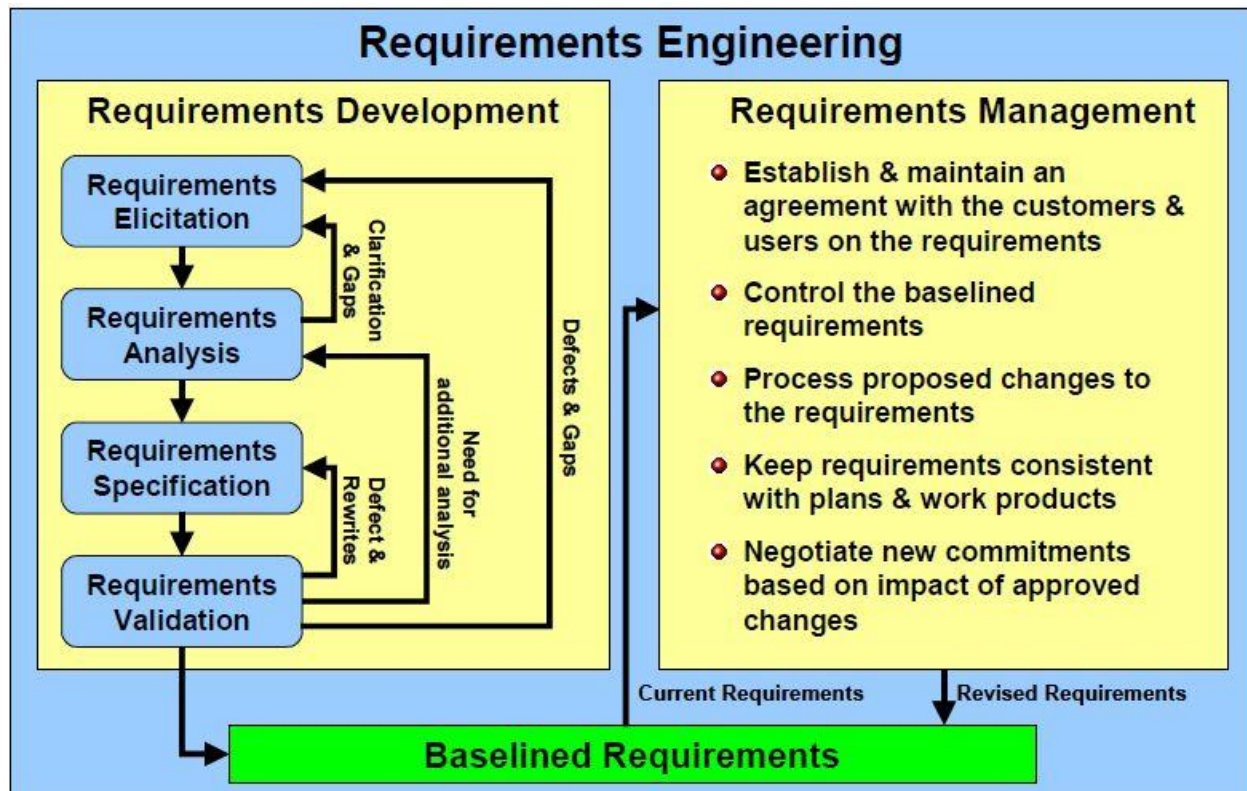 Requirements Engineering
Requirements Development
Requirements
Elicitation
Clarification
& Gaps
Requirements
Analysis
Requirements
Specification
Defect &
Rewrites
Need for
additional analysis
Defects & Gaps
Requirements
Validation
Requirements Management
Establish & maintain an
agreement with the customers &
users on the requirements
Control the baselined
requirements
Process proposed changes to
the requirements
Keep requirements consistent
with plans & work products
Negotiate new commitments
based on impact of approved
changes
Current Requirements
Revised Requirements
Baselined Requirements